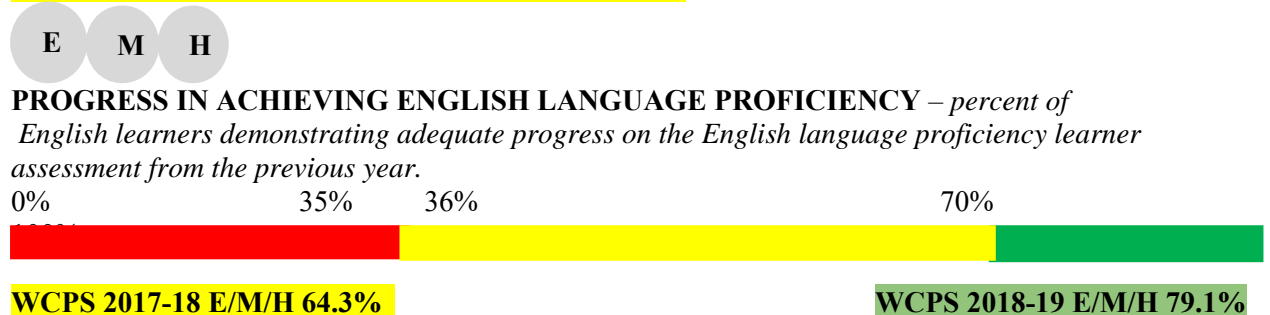 E M H
PROGRESS IN ACHIEVING ENGLISH LANGUAGE PROFICIENCY – percent of
English learners demonstrating adequate progress on the English language proficiency learner
assessment from the previous year.
0% 35% 36% 70%
WCPS 2017-18 E/M/H 64.3% WCPS 2018-19 E/M/H 79.1%